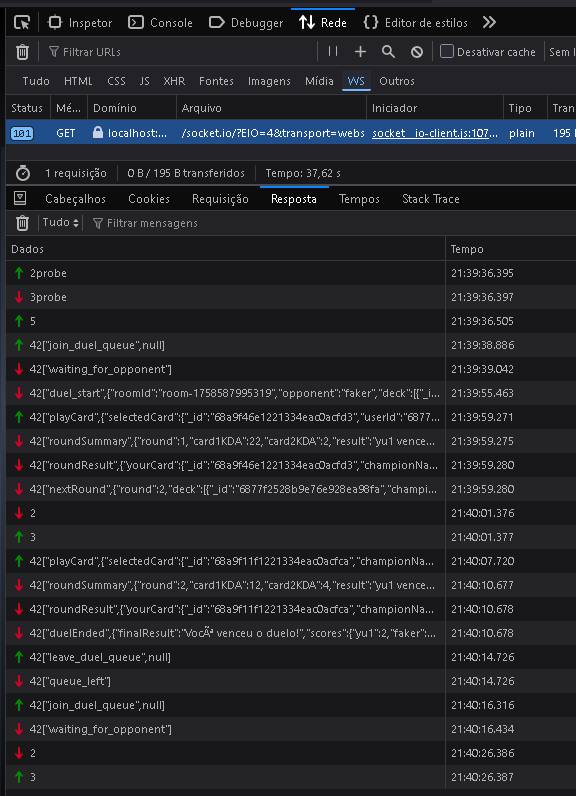 Inspetor Console Debugger Rede Editor de estilos
Filtrar URLs Desativar cache Sem l
Tudo HTML CSS JS XHR Fontes Imagens Mídia WS Outros
Status Mé... Domínio Arquivo Iniciador Tipo Tran
101 GET localhost:... /socket.io/?EIO=4&transport=webs socket_io-client.js:107... plain 195
1 requisição 0 B / 195 B transferidos Tempo: 37,62 s
Cabeçalhos Cookies Requisição Resposta Tempos Stack Trace
Tudo Filtrar mensagens
Dados Tempo
2probe 21:39:36.395
3probe 21:39:36.397
5 21:39:36.505
42["join_duel_queue",null] 21:39:38.886
42["waiting_for_opponent"] 21:39:39.042
42["duel_start",{"roomId":"room-1758587995319","opponent":"faker","deck":[{"_i... 21:39:55.463
42["playCard",{"selectedCard":{"_id":"68a9f46e1221334eac0acfd3","userId":"6877... 21:39:59.271
42["roundSummary",{"round":1,"card1KDA":22,"card2KDA":2,"result":"yu1 vence... 21:39:59.275
42["roundResult",{"yourCard":{"_id":"68a9f46e1221334eac0acfd3","championNa... 21:39:59.280
42["nextRound",{"round":2,"deck":[{"_id":"6877f2528b9e76e928ea98fa","champi... 21:39:59.280
2 21:40:01.376
3 21:40:01.377
42["playCard",{"selectedCard":{"_id":"68a9f11f1221334eac0acfca","championNa... 21:40:07.720
42["roundSummary",{"round":2,"card1KDA":12,"card2KDA":4,"result":"yu1 vence... 21:40:10.677
42["roundResult",{"yourCard":{"_id":"68a9f11f1221334eac0acfca","championNa... 21:40:10.678
42["duelEnded",{"finalResult":"VocÃª venceu o duelo!","scores":{"yu1":2,"faker":... 21:40:10.678
42["leave_duel_queue",null] 21:40:14.726
42["queue_left"] 21:40:14.726
42["join_duel_queue",null] 21:40:16.316
42["waiting_for_opponent"] 21:40:16.434
2 21:40:26.386
3 21:40:26.387